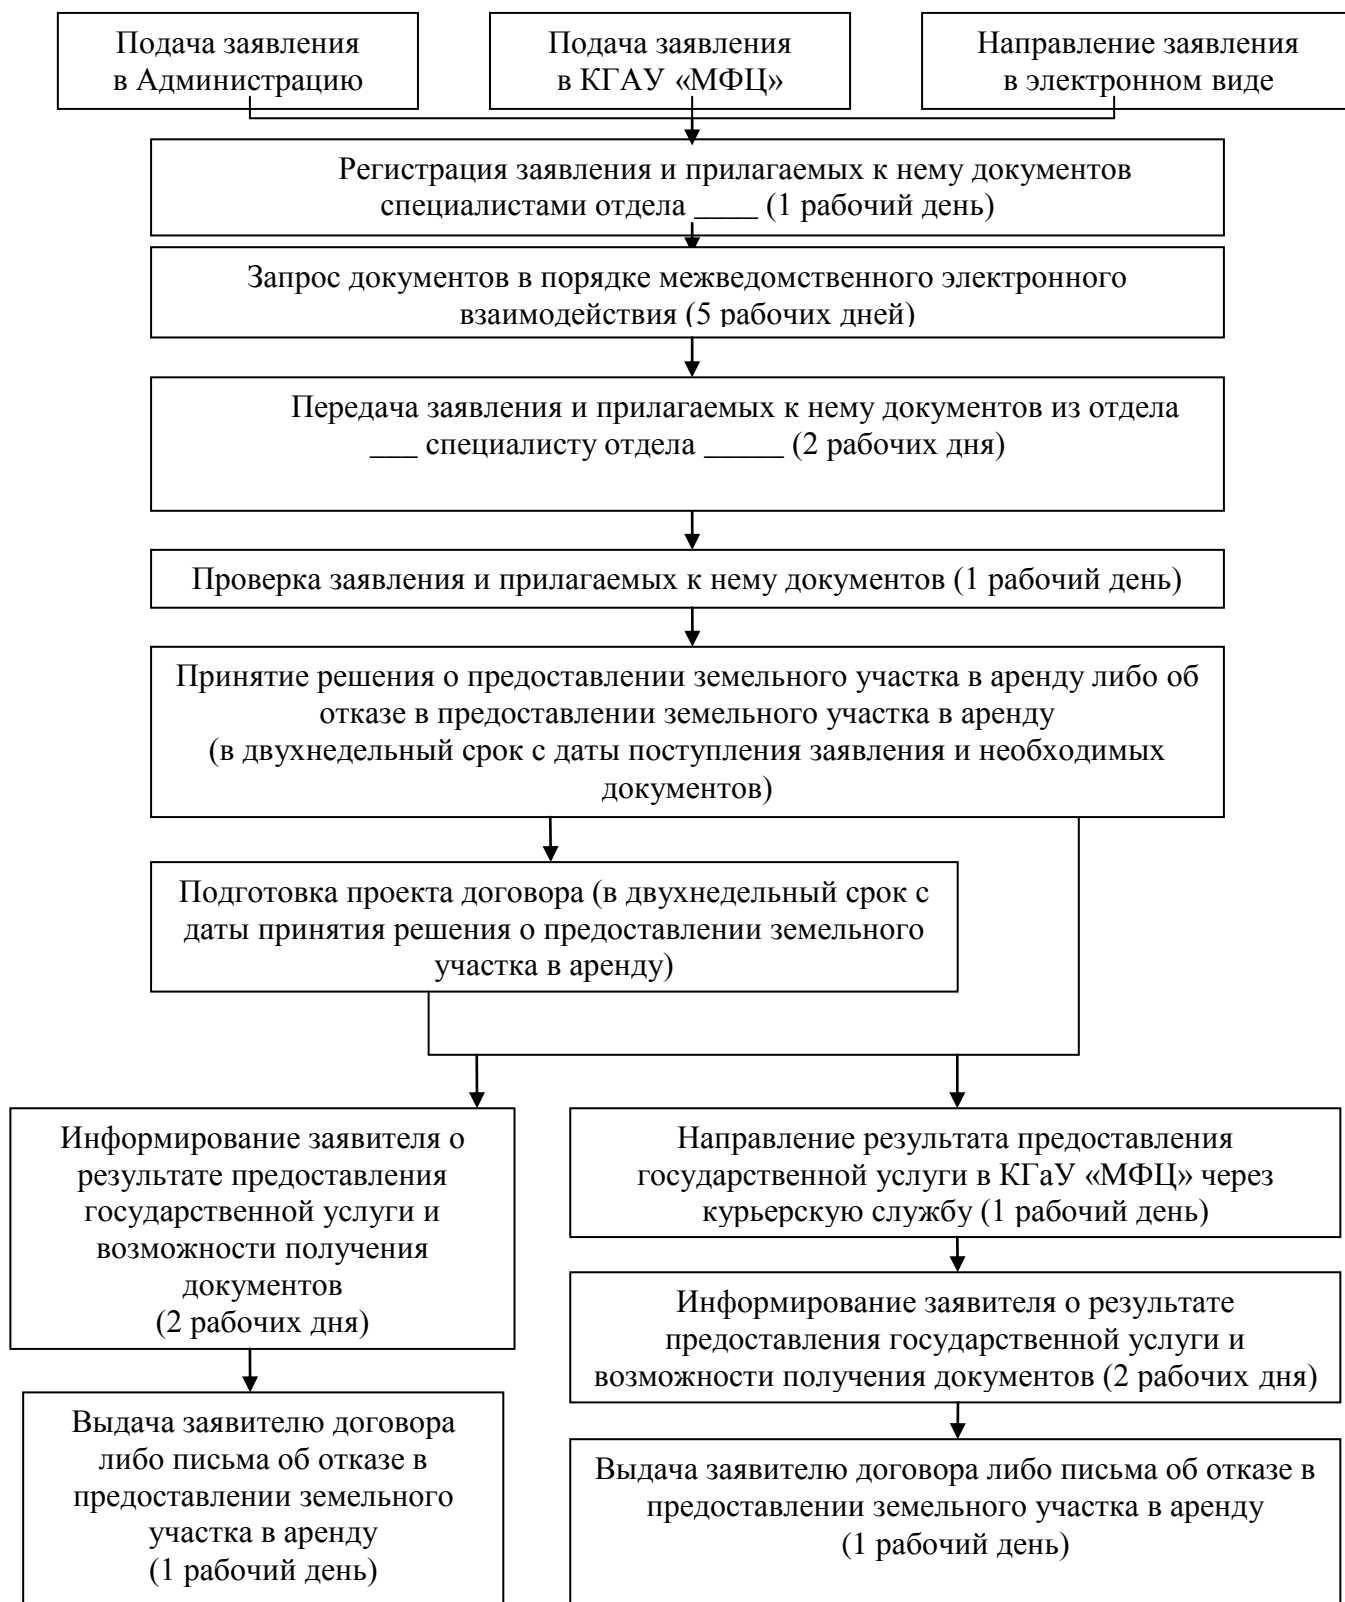 Подача заявления
в Администрацию
Подача заявления
в КГАУ «МФЦ»
Направление заявления
в электронном виде
Регистрация заявления и прилагаемых к нему документов
специалистами отдела ____ (1 рабочий день)
Запрос документов в порядке межведомственного электронного
взаимодействия (5 рабочих дней)
Передача заявления и прилагаемых к нему документов из отдела
___ специалисту отдела _____ (2 рабочих дня)
Проверка заявления и прилагаемых к нему документов (1 рабочий день)
Принятие решения о предоставлении земельного участка в аренду либо об
отказе в предоставлении земельного участка в аренду
(в двухнедельный срок с даты поступления заявления и необходимых
документов)
Подготовка проекта договора (в двухнедельный срок с
даты принятия решения о предоставлении земельного
участка в аренду)
Информирование заявителя о
результате предоставления
государственной услуги и
возможности получения
документов
(2 рабочих дня)
Направление результата предоставления
государственной услуги в КГаУ «МФЦ» через
курьерскую службу (1 рабочий день)
Информирование заявителя о результате
предоставления государственной услуги и
возможности получения документов (2 рабочих дня)
Выдача заявителю договора
либо письма об отказе в
предоставлении земельного
участка в аренду
(1 рабочий день)
Выдача заявителю договора либо письма об отказе в
предоставлении земельного участка в аренду
(1 рабочий день)